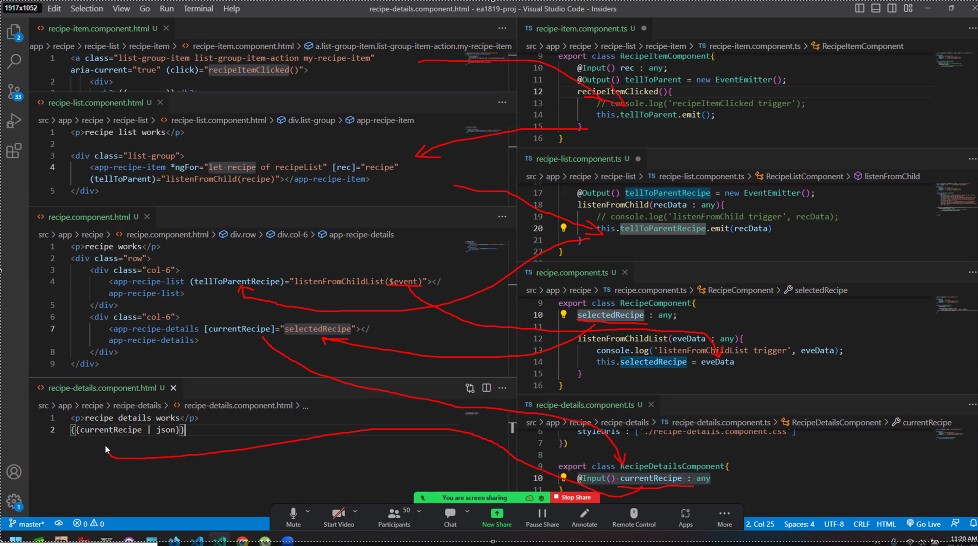 1917x1052
Edit Selection View Go Run Terminal Help
recipe-details.component.html - ea1819-proj - Visual Studio Code - Insiders
recipe-item.component.html U
app > recipe > recipe-list > recipe-item > recipe-item.component.html > a.list-group-item.list-group-item-action.my-recipe-item
<a class="list-group-item list-group-item-action my-recipe-item"
aria-current="true" (click)="recipeItemClicked()">
2 <div>
recipe-list.component.html U
src > app > recipe > recipe-list > recipe-list.component.html > div.list-group > app-recipe-item
1 <p>recipe list works</p>
2
3 <div class="list-group">
4 <app-recipe-item *ngFor="let recipe of recipeList" [rec]="recipe"
(tellToParent)="listenFromChild(recipe)"></app-recipe-item>
5 </div>
recipe.component.html U
src > app > recipe > recipe.component.html > div.row > div.col-6 > app-recipe-details
1 <p>recipe works</p>
2 <div class="row">
3 <div class="col-6">
4 <app-recipe-list (tellToParentRecipe)="listenFromChildList($event)"></
app-recipe-list>
5 </div>
6 <div class="col-6">
7 <app-recipe-details [currentRecipe]="selectedRecipe"></
app-recipe-details>
8 </div>
9 </div>
recipe-details.component.html U
src > app > recipe > recipe-details > recipe-details.component.html > ...
1 <p>recipe details works</p>
2 {{currentRecipe | json}}
recipe-item.component.ts U
src > app > recipe > recipe-list > recipe-item > recipe-item.component.ts > RecipeItemComponent
9 export class RecipeItemComponent{
10 @Input() rec : any;
11 @Output() tellToParent = new EventEmitter();
12 recipeItemClicked(){
13 // console.log('recipeItemClicked trigger');
14 this.tellToParent.emit();
15 }
16 }
recipe-list.component.ts U
src > app > recipe > recipe-list > recipe-list.component.ts > RecipeListComponent > listenFromChild
17 @Output() tellToParentRecipe = new EventEmitter();
18 listenFromChild(recData : any){
19 // console.log('listenFromChild trigger', recData);
20 this.tellToParentRecipe.emit(recData)
21 }
22 }
recipe.component.ts U
src > app > recipe > recipe.component.ts > RecipeComponent > selectedRecipe
9 export class RecipeComponent{
10 selectedRecipe : any;
11
12 listenFromChildList(eveData : any){
13 console.log('listenFromChildList trigger', eveData);
14 this.selectedRecipe = eveData
15 }
16 }
recipe-details.component.ts U
src > app > recipe > recipe-details > recipe-details.component.ts > RecipeDetailsComponent > currentRecipe
6 styleUrls : ['./recipe-details.component.css']
7 })
8
9 export class RecipeDetailsComponent{
10 @Input() currentRecipe : any
You are screen sharing
Stop Share
Mute
Start Video
50
Participants
Chat
New Share
Pause Share
Annotate
Remote Control
Apps
More
master*
0 0
2, Col 25
Spaces: 4
UTF-8
CRLF
HTML
Go Live
11:20 AM